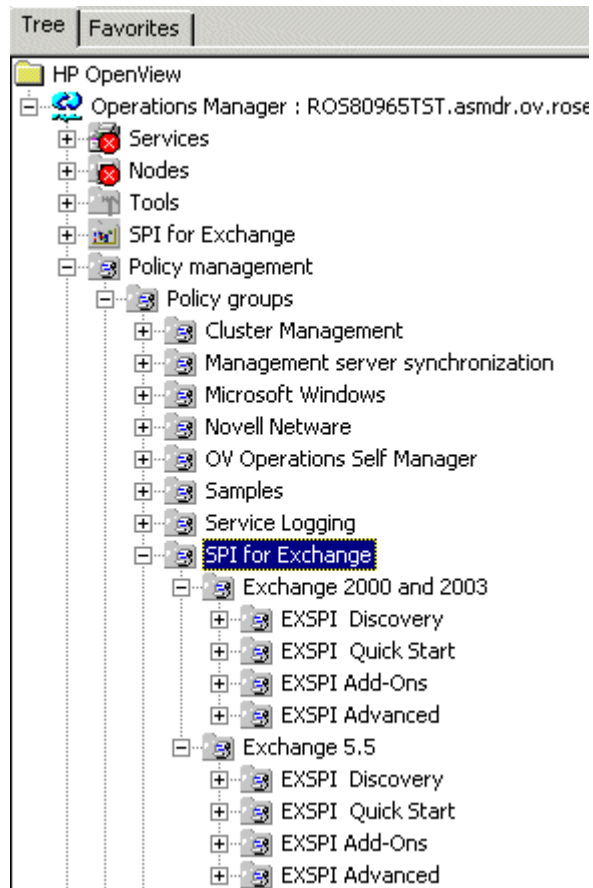 Tree Favorites
HP OpenView
Operations Manager : ROS80965TST.asmdr.ov.rose
Services
Nodes
Tools
SPI for Exchange
Policy management
Policy groups
Cluster Management
Management server synchronization
Microsoft Windows
Novell Netware
OV Operations Self Manager
Samples
Service Logging
SPI for Exchange
Exchange 2000 and 2003
EXSPI Discovery
EXSPI Quick Start
EXSPI Add-Ons
EXSPI Advanced
Exchange 5.5
EXSPI Discovery
EXSPI Quick Start
EXSPI Add-Ons
EXSPI Advanced